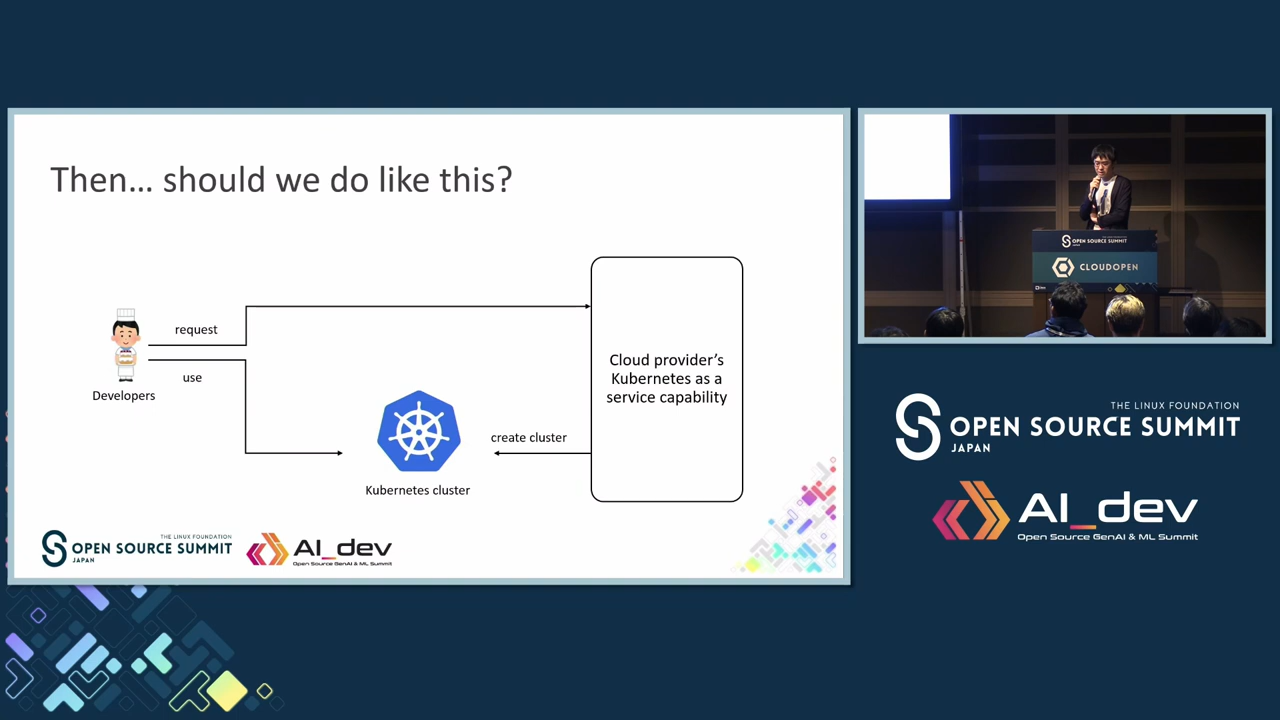 Then... should we do like this?
request
use
Developers
Cloud provider's
Kubernetes as a
service capability
create cluster
Kubernetes cluster
THE LINUX FOUNDATION
OPEN SOURCE SUMMIT
JAPAN
AI_dev
Open Source GenAI & ML Summit
OPEN SOURCE SUMMIT
CLOUDOPEN
THE LINUX FOUNDATION
OPEN SOURCE SUMMIT
JAPAN
AI_dev
Open Source GenAI & ML Summit